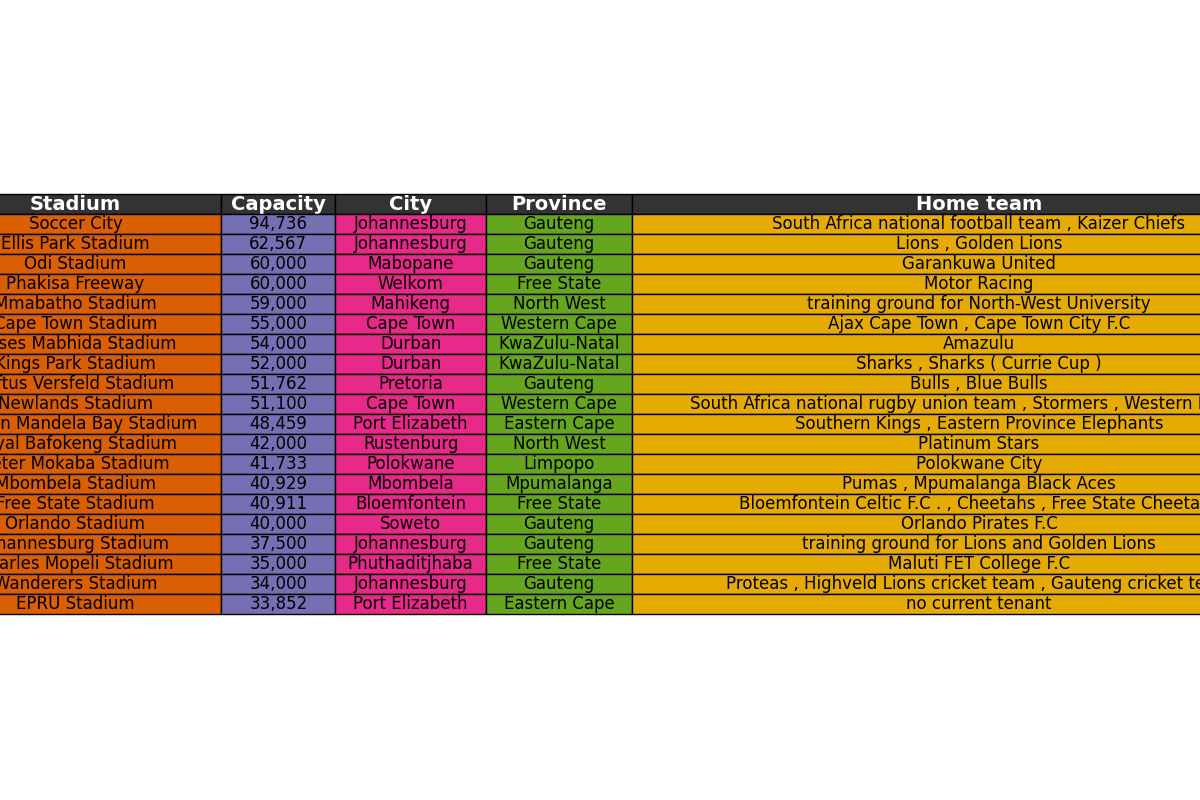 Stadium Capacity City Province Home team
Soccer City 94,736 Johannesburg Gauteng South Africa national football team , Kaizer Chiefs
Ellis Park Stadium 62,567 Johannesburg Gauteng Lions , Golden Lions
Odi Stadium 60,000 Mabopane Gauteng Garankuwa United
Phakisa Freeway 60,000 Welkom Free State Motor Racing
Mmabatho Stadium 59,000 Mahikeng North West training ground for North-West University
Cape Town Stadium 55,000 Cape Town Western Cape Ajax Cape Town , Cape Town City F.C
ses Mabhida Stadium 54,000 Durban KwaZulu-Natal Amazulu
Kings Park Stadium 52,000 Durban KwaZulu-Natal Sharks , Sharks ( Currie Cup )
ftus Versfeld Stadium 51,762 Pretoria Gauteng Bulls , Blue Bulls
Newlands Stadium 51,100 Cape Town Western Cape South Africa national rugby union team , Stormers , Western
n Mandela Bay Stadium 48,459 Port Elizabeth Eastern Cape Southern Kings , Eastern Province Elephants
yal Bafokeng Stadium 42,000 Rustenburg North West Platinum Stars
ter Mokaba Stadium 41,733 Polokwane Limpopo Polokwane City
Mbombela Stadium 40,929 Mbombela Mpumalanga Pumas , Mpumalanga Black Aces
Free State Stadium 40,911 Bloemfontein Free State Bloemfontein Celtic F.C . , Cheetahs , Free State Cheeta
Orlando Stadium 40,000 Soweto Gauteng Orlando Pirates F.C
hannesburg Stadium 37,500 Johannesburg Gauteng training ground for Lions and Golden Lions
arles Mopeli Stadium 35,000 Phuthaditjhaba Free State Maluti FET College F.C
Wanderers Stadium 34,000 Johannesburg Gauteng Proteas , Highveld Lions cricket team , Gauteng cricket te
EPRU Stadium 33,852 Port Elizabeth Eastern Cape no current tenant